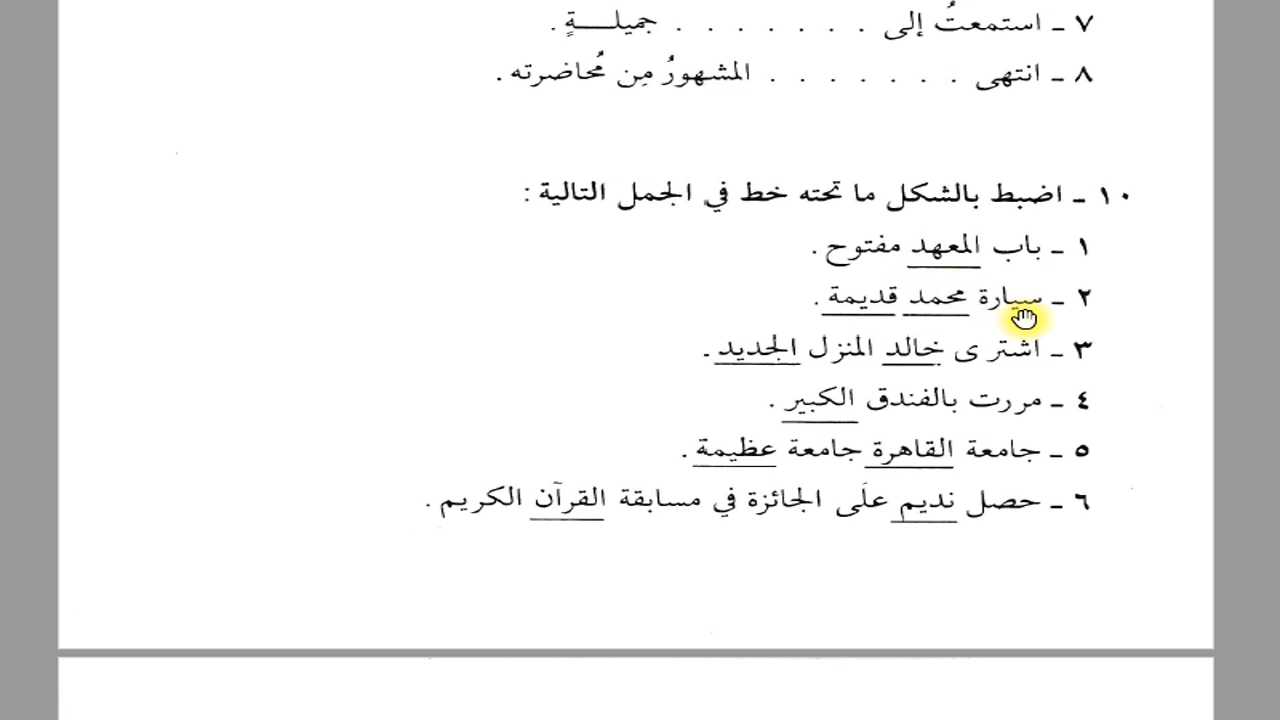 ٧ ـ استمعتُ إلى . . . . . . . جميلـــةٍ .
٨ ـ انتهى . . . . . . . المشهورُ مِن مُحاضرته .
١٠ ـ اضبط بالشكل ما تحته خط في الجمل التالية :
١ ـ باب المعهد مفتوح .
٢ ـ سيارة محمد قديمة .
٣ ـ اشترى خالد المنزل الجديد .
٤ ـ مررت بالفندق الكبير .
٥ ـ جامعة القاهرة جامعة عظيمة .
٦ ـ حصل نديم علَى الجائزة في مسابقة القرآن الكريم .